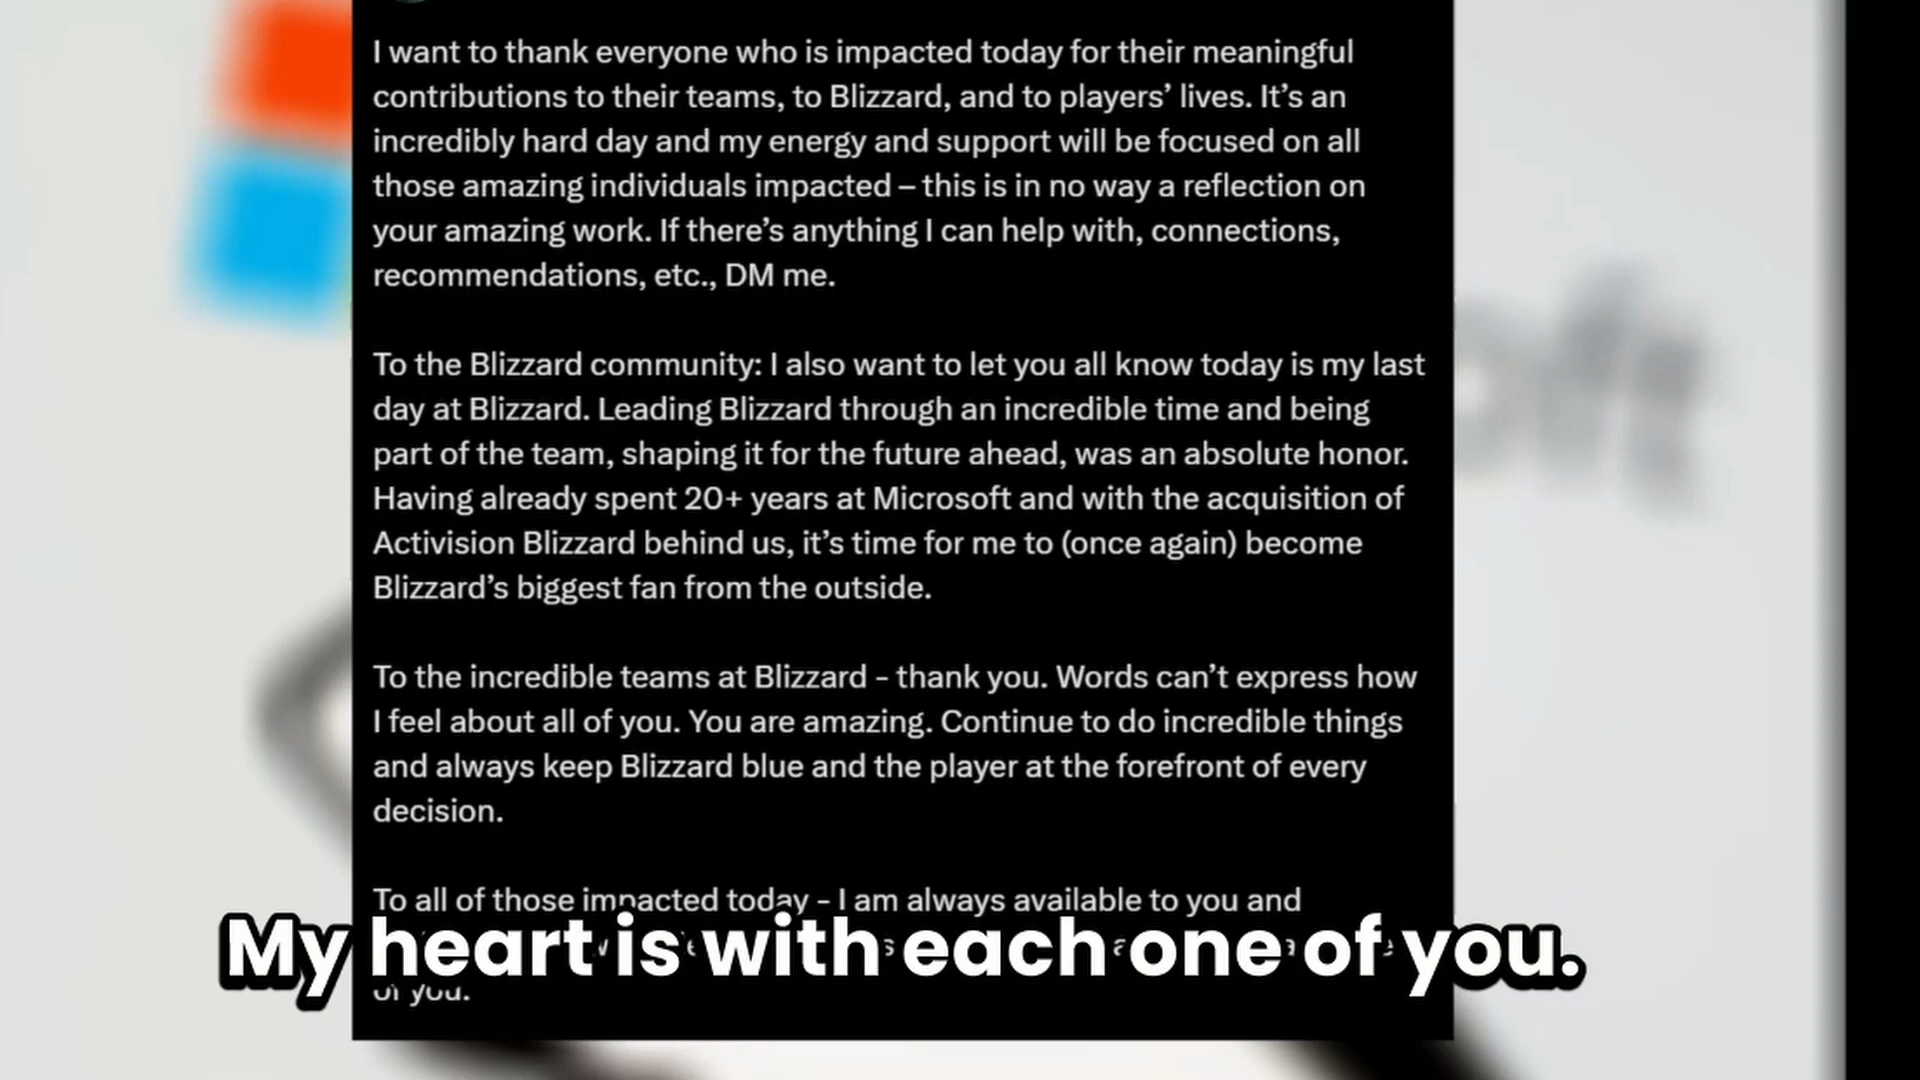 I want to thank everyone who is impacted today for their meaningful
contributions to their teams, to Blizzard, and to players’ lives. It’s an
incredibly hard day and my energy and support will be focused on all
those amazing individuals impacted – this is in no way a reflection on
your amazing work. If there’s anything I can help with, connections,
recommendations, etc., DM me.
To the Blizzard community: I also want to let you all know today is my last
day at Blizzard. Leading Blizzard through an incredible time and being
part of the team, shaping it for the future ahead, was an absolute honor.
Having already spent 20+ years at Microsoft and with the acquisition of
Activision Blizzard behind us, it’s time for me to (once again) become
Blizzard’s biggest fan from the outside.
To the incredible teams at Blizzard - thank you. Words can’t express how
I feel about all of you. You are amazing. Continue to do incredible things
and always keep Blizzard blue and the player at the forefront of every
decision.
To all of those impacted today - I am always available to you and
My heart is with each one of you.
of you.